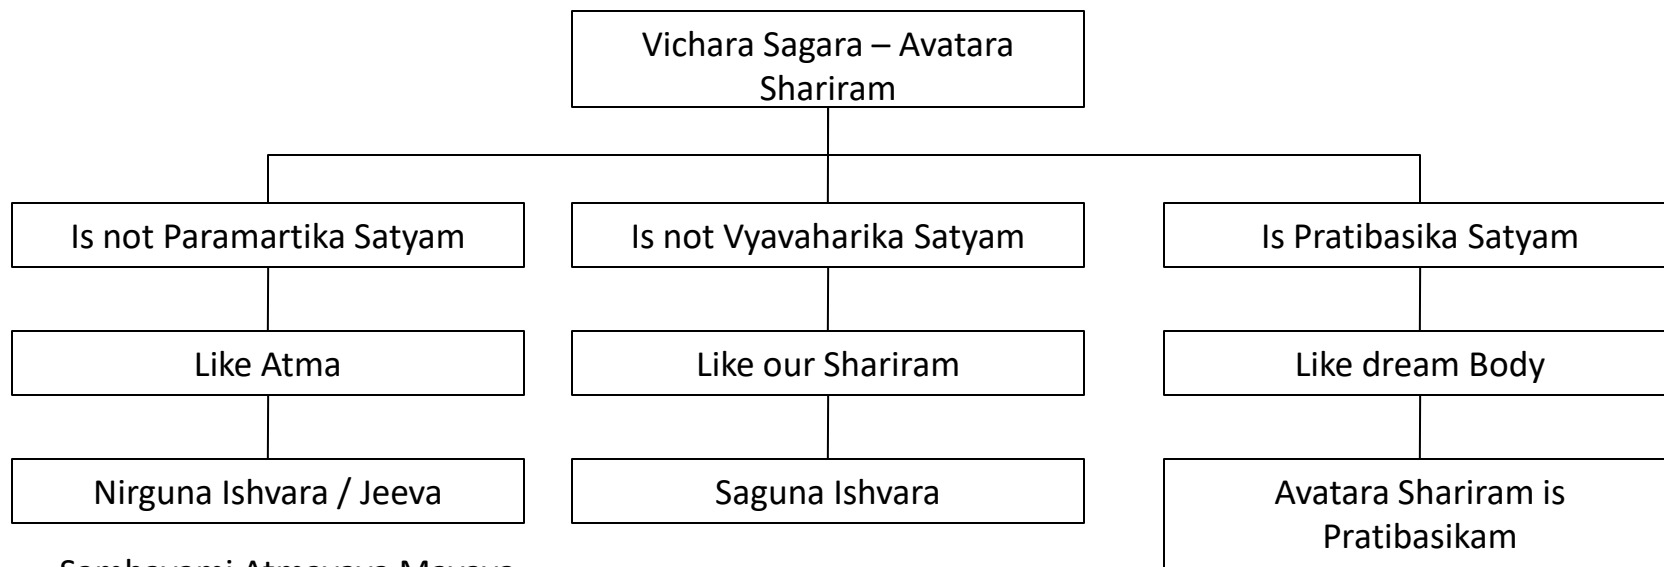 Vichara Sagara – Avatara
Shariram
Is not Paramartika Satyam
Is not Vyavaharika Satyam
Is Pratibasika Satyam
Like Atma
Like our Shariram
Like dream Body
Nirguna Ishvara / Jeeva
Saguna Ishvara
Avatara Shariram is
Pratibasikam